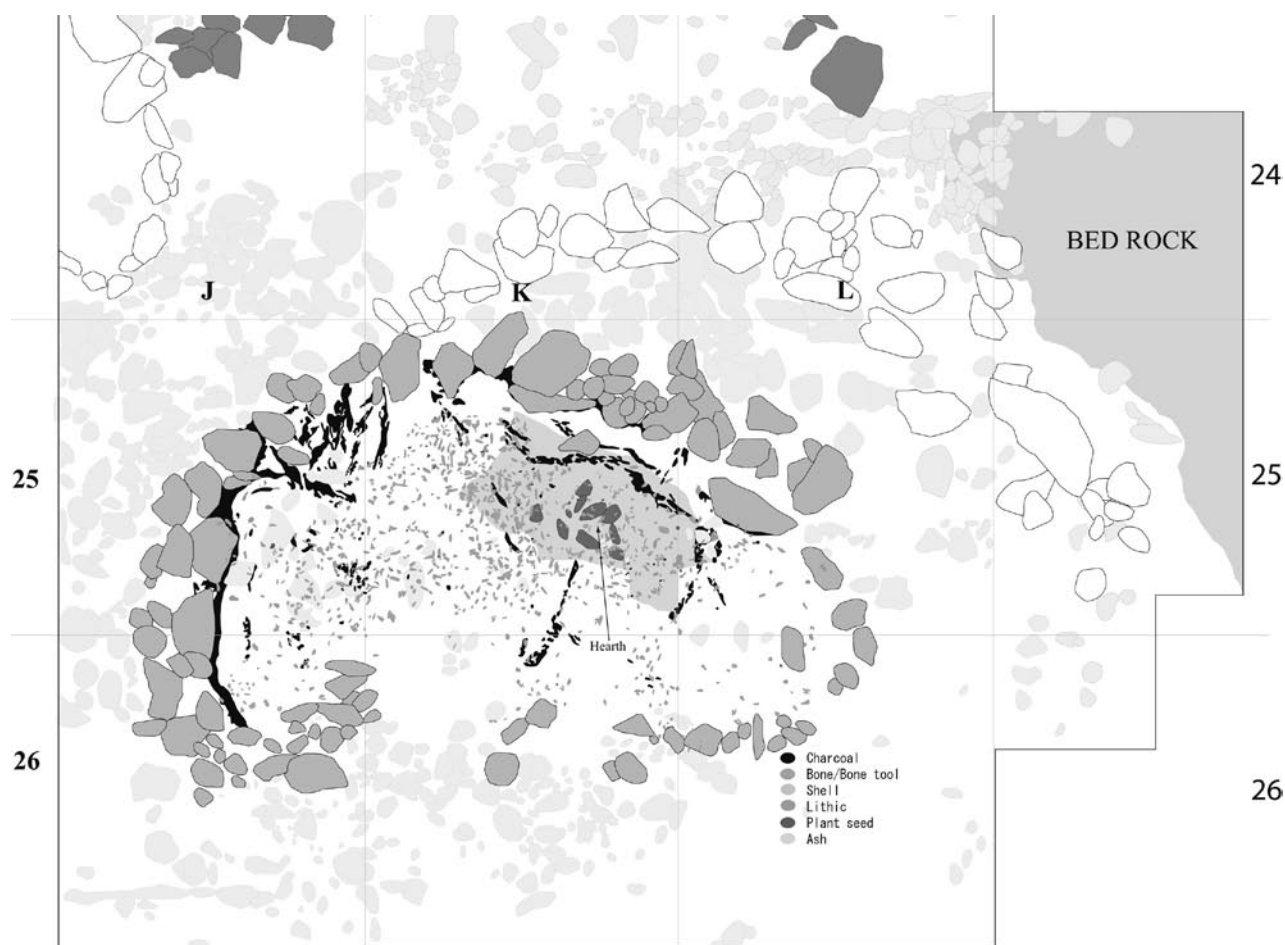 24
BED ROCK
J
K
L
25
25
Hearth
26
Charcoal
Bone/Bone tool
Shell
Lithic
Plant seed
Ash
26